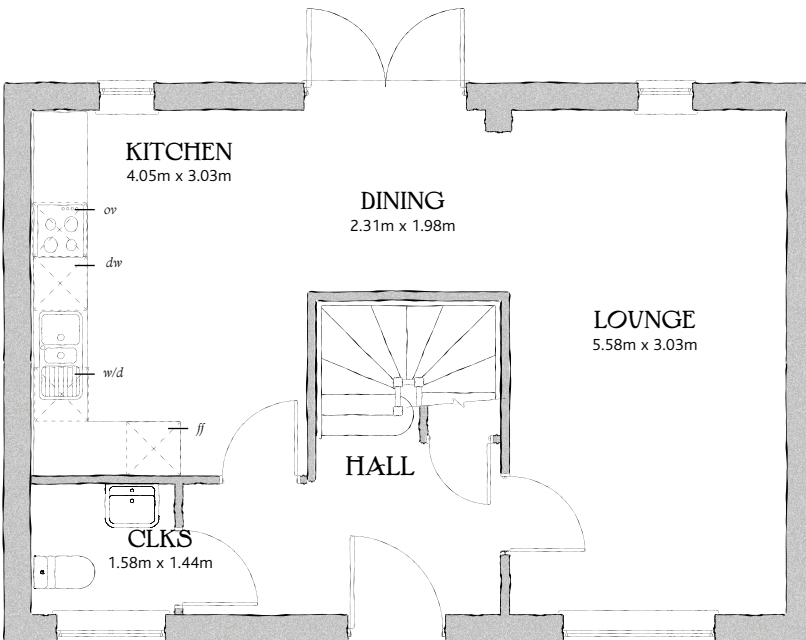 KITCHEN
4.05m x 3.03m
DINING
2.31m x 1.98m
ov
dw
LOUNGE
5.58m x 3.03m
w/d
ff
HALL
CLKS
1.58m x 1.44m